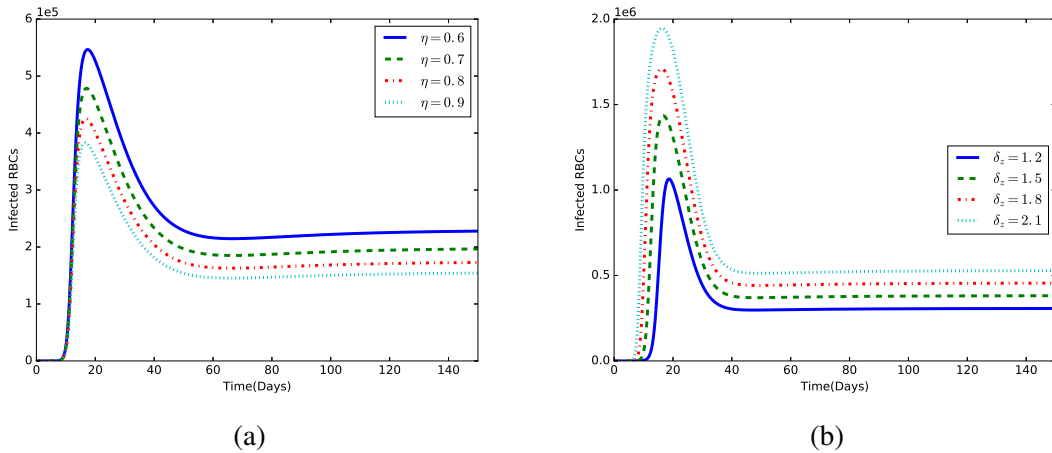 1e5
6
5
4
3
2
1
0
Infected RBCs
η = 0.6
η = 0.7
η = 0.8
η = 0.9
0 20 40 60 80 100 120 140
Time(Days)
(a)
1e6
2.0
1.5
1.0
0.5
0.0
Infected RBCs
δz = 1.2
δz = 1.5
δz = 1.8
δz = 2.1
0 20 40 60 80 100 120 140
Time(Days)
(b)